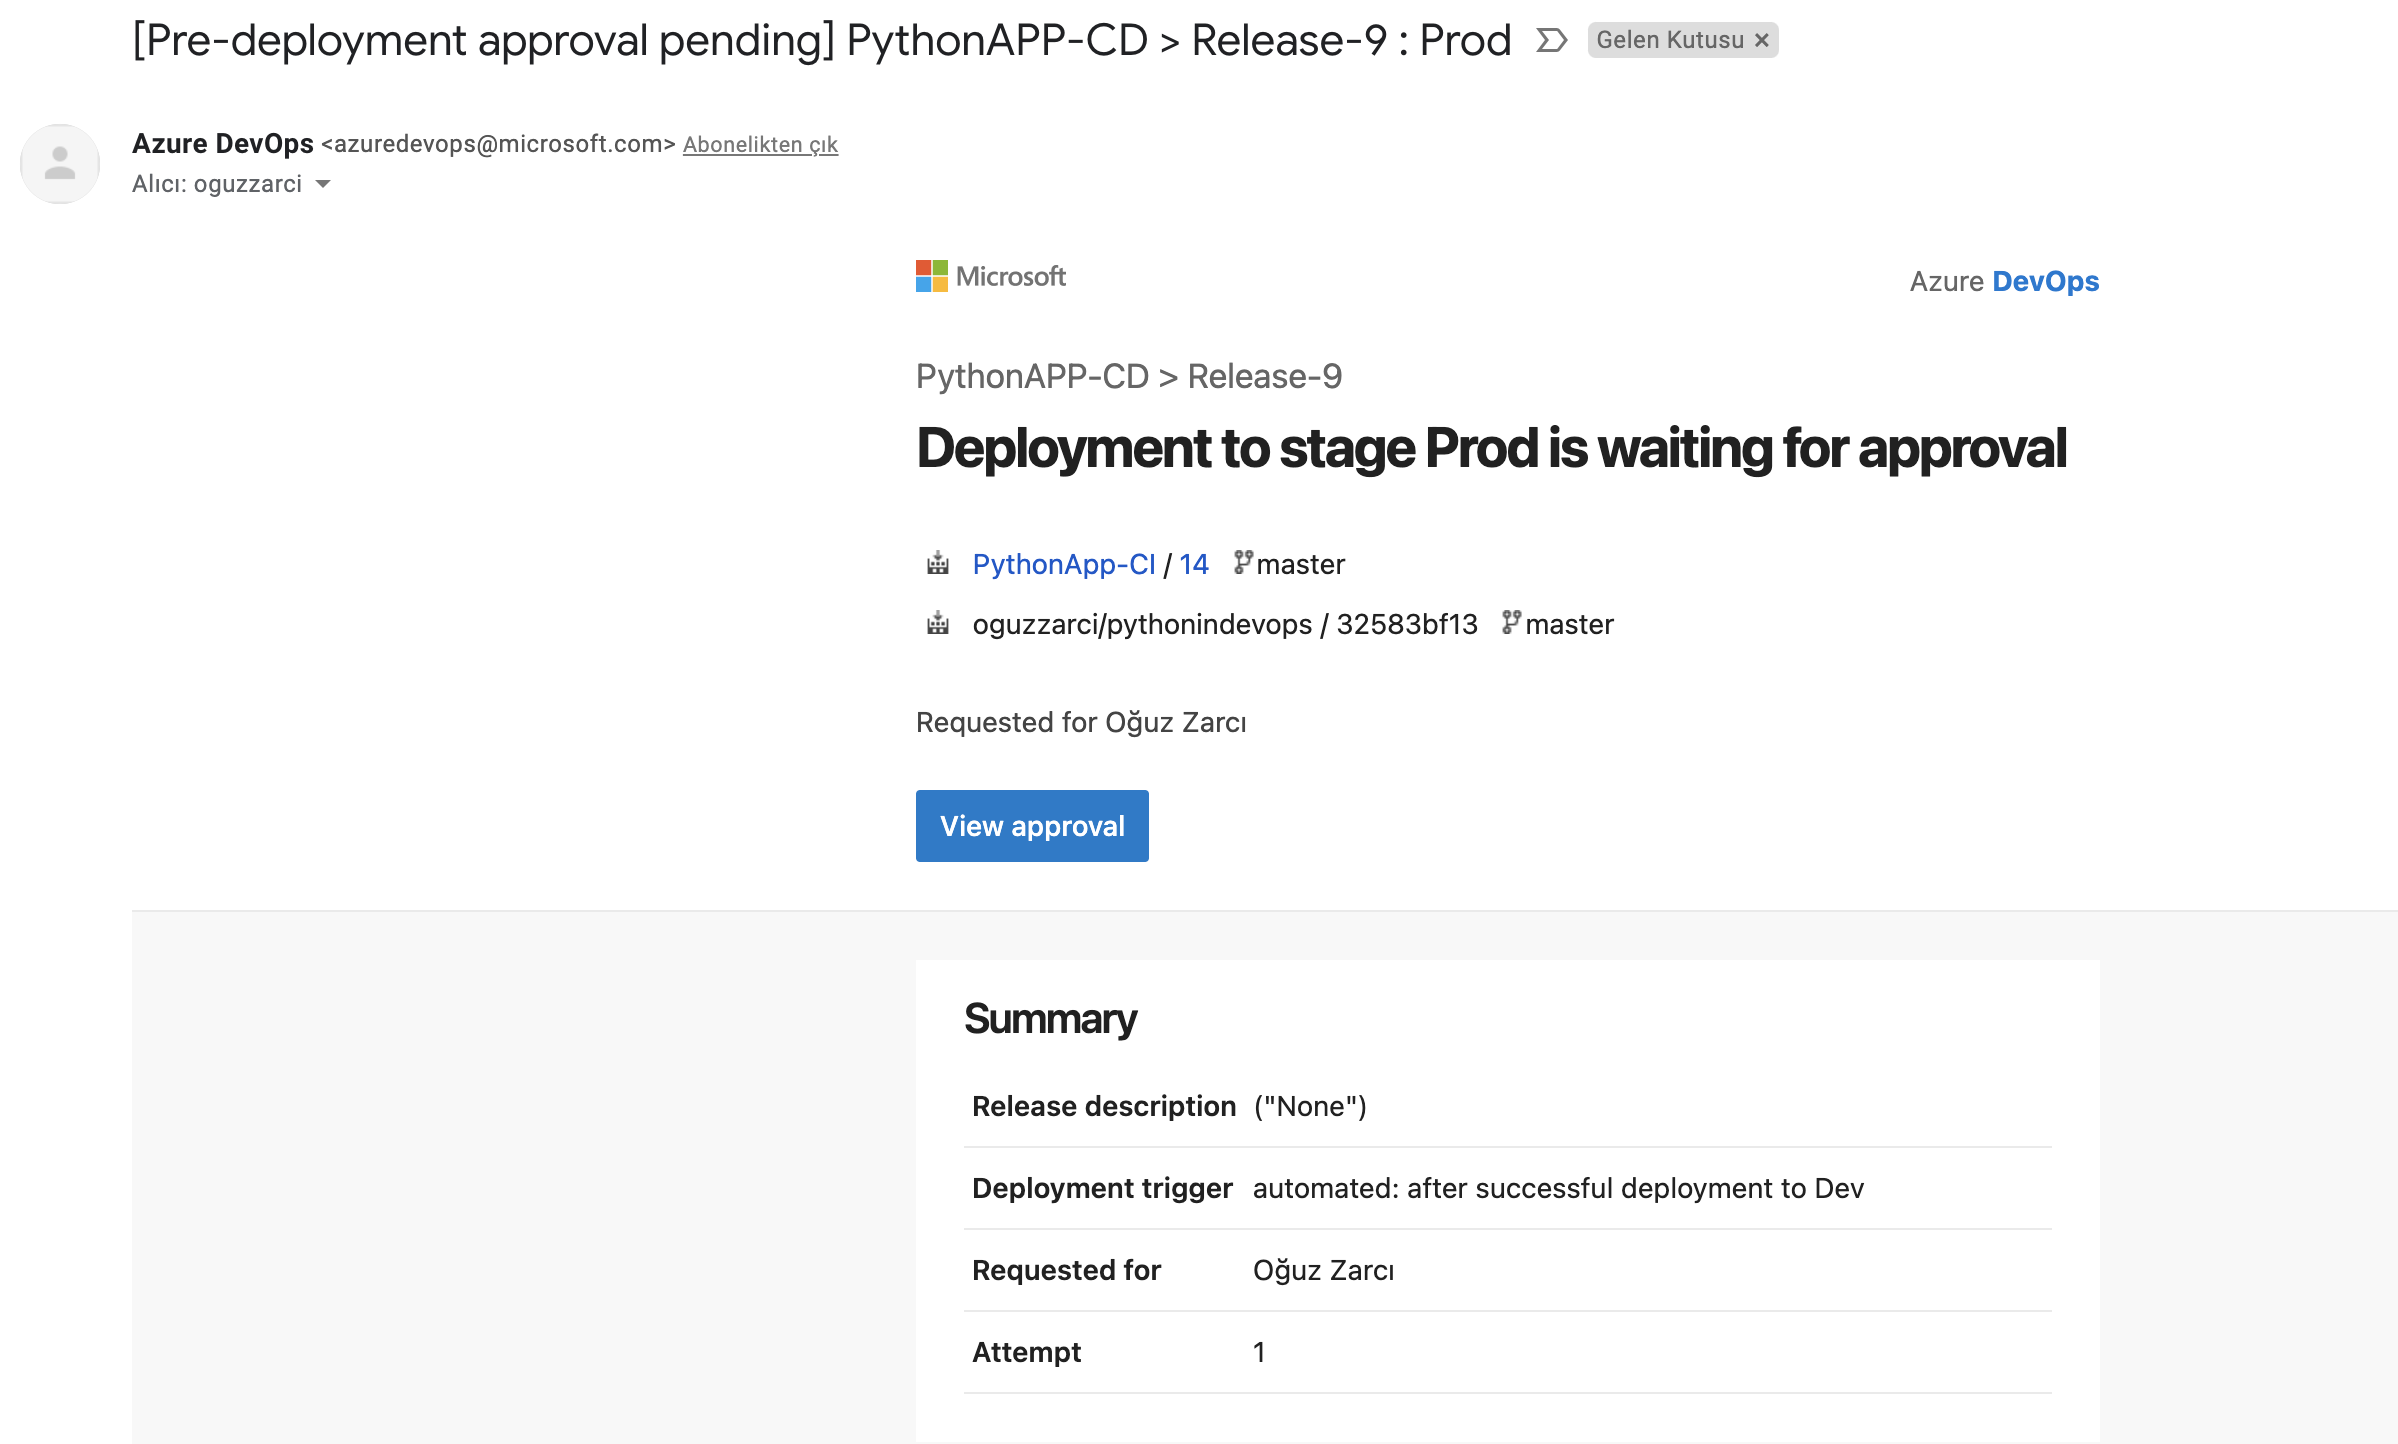 [Pre-deployment approval pending] PythonAPP-CD > Release-9 : Prod Gelen Kutusu ×
Azure DevOps <azuredevops@microsoft.com> Abonelikten çık
Alıcı: oguzzarci
Microsoft
Azure DevOps
PythonAPP-CD > Release-9
Deployment to stage Prod is waiting for approval
PythonApp-CI / 14 master
oguzzarci/pythonindevops / 32583bf13 master
Requested for Oğuz Zarcı
View approval
Summary
Release description ("None")
Deployment trigger automated: after successful deployment to Dev
Requested for Oğuz Zarcı
Attempt 1